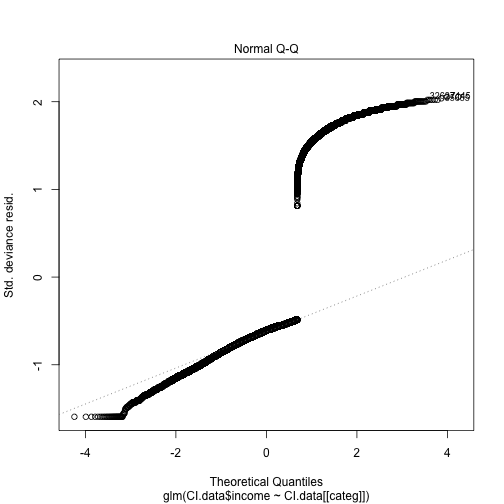 Normal Q-Q
2
1
0
-1
Std. deviance resid.
-4
-2
0
2
4
Theoretical Quantiles
glm(CI.data$income ~ CI.data[[categ]])